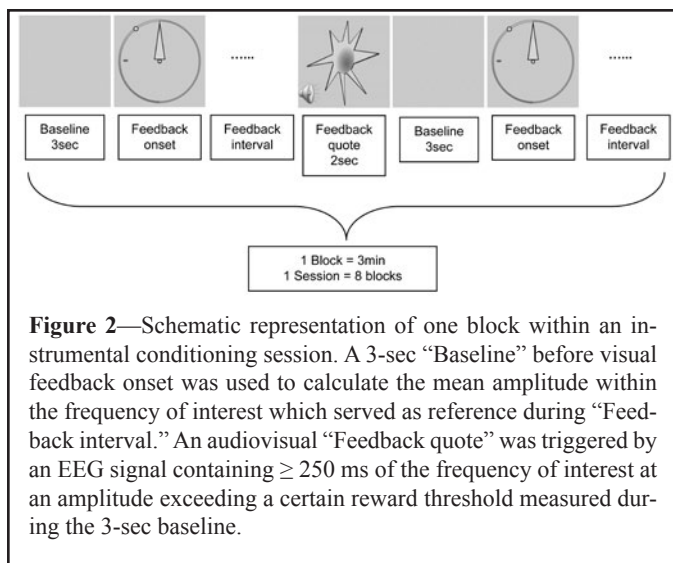 ......
......
Baseline
3sec
Feedback
onset
Feedback
interval
Feedback
quote
2sec
Baseline
3sec
Feedback
onset
Feedback
interval
1 Block = 3min
1 Session = 8 blocks
Figure 2—Schematic representation of one block within an in-
strumental conditioning session. A 3-sec “Baseline” before visual
feedback onset was used to calculate the mean amplitude within
the frequency of interest which served as reference during “Feed-
back interval.” An audiovisual “Feedback quote” was triggered by
an EEG signal containing ≥ 250 ms of the frequency of interest at
an amplitude exceeding a certain reward threshold measured dur-
ing the 3-sec baseline.